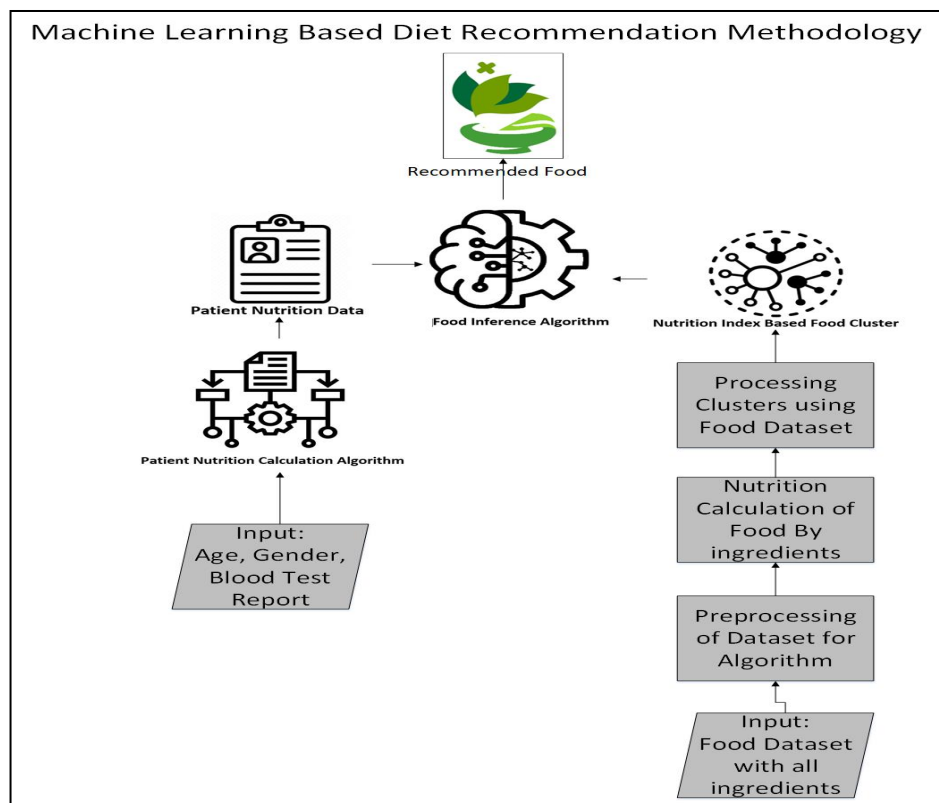 Machine Learning Based Diet Recommendation Methodology
Recommended Food
Patient Nutrition Data
Food Inference Algorithm
Nutrition Index Based Food Cluster
Patient Nutrition Calculation Algorithm
Input:
Age, Gender,
Blood Test
Report
Processing
Clusters using
Food Dataset
Nutrition
Calculation of
Food By
ingredients
Preprocessing
of Dataset for
Algorithm
Input:
Food Dataset
with all
ingredients